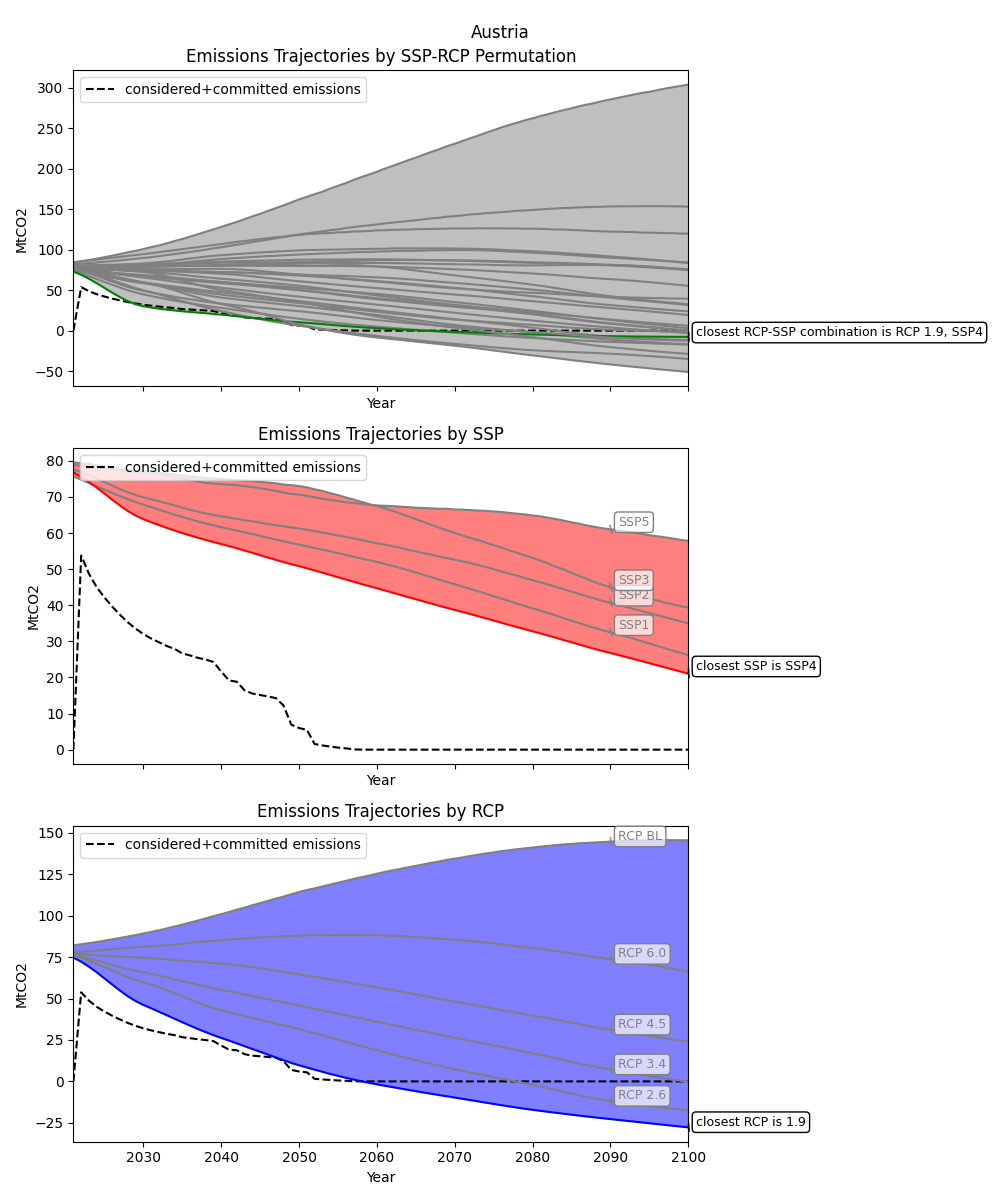 Austria
Emissions Trajectories by SSP-RCP Permutation
considered+committed emissions
300
250
200
150
100
50
0
−50
MtCO2
closest RCP-SSP combination is RCP 1.9, SSP4
Year
Emissions Trajectories by SSP
considered+committed emissions
80
70
60
50
40
30
20
10
0
MtCO2
SSP5
SSP3
SSP2
SSP1
closest SSP is SSP4
Year
Emissions Trajectories by RCP
considered+committed emissions
150
125
100
75
50
25
0
−25
MtCO2
RCP BL
RCP 6.0
RCP 4.5
RCP 3.4
RCP 2.6
closest RCP is 1.9
2030 2040 2050 2060 2070 2080 2090 2100
Year